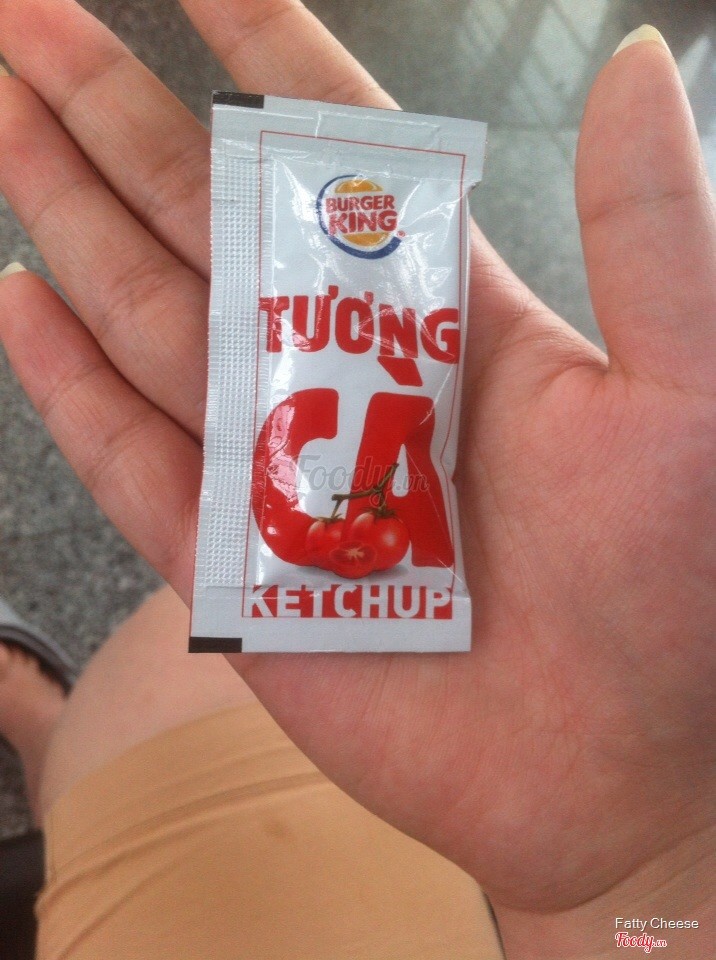 BURGER
KING
TƯƠNG
CÀ
Foody.vn
KETCHUP
Fatty Cheese
Foody.vn